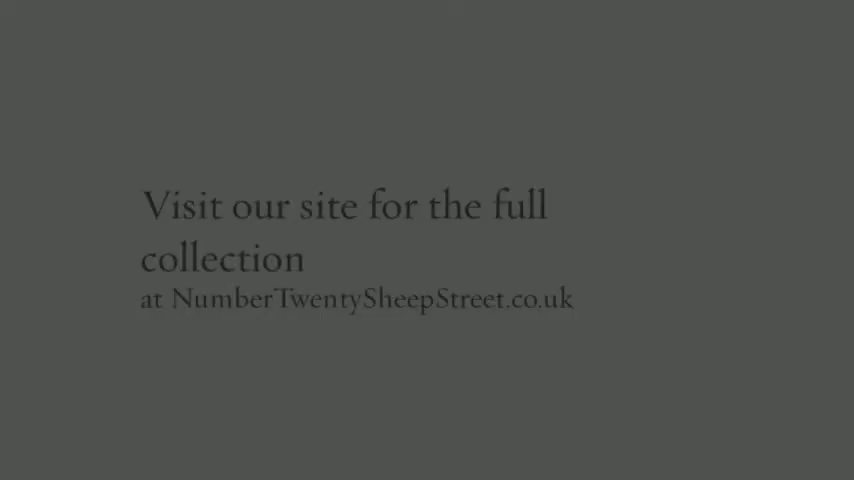 Visit our site for the full
collection
at NumberTwentySheepStreet.co.uk